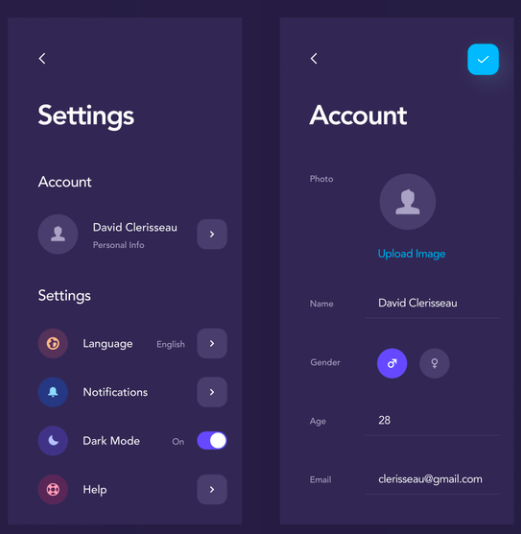 Settings
Account
David Clerisseau
Personal Info
Settings
Language English
Notifications
Dark Mode On
Help
Account
Photo
Upload Image
Name David Clerisseau
Gender
Age 28
Email clerisseau@gmail.com